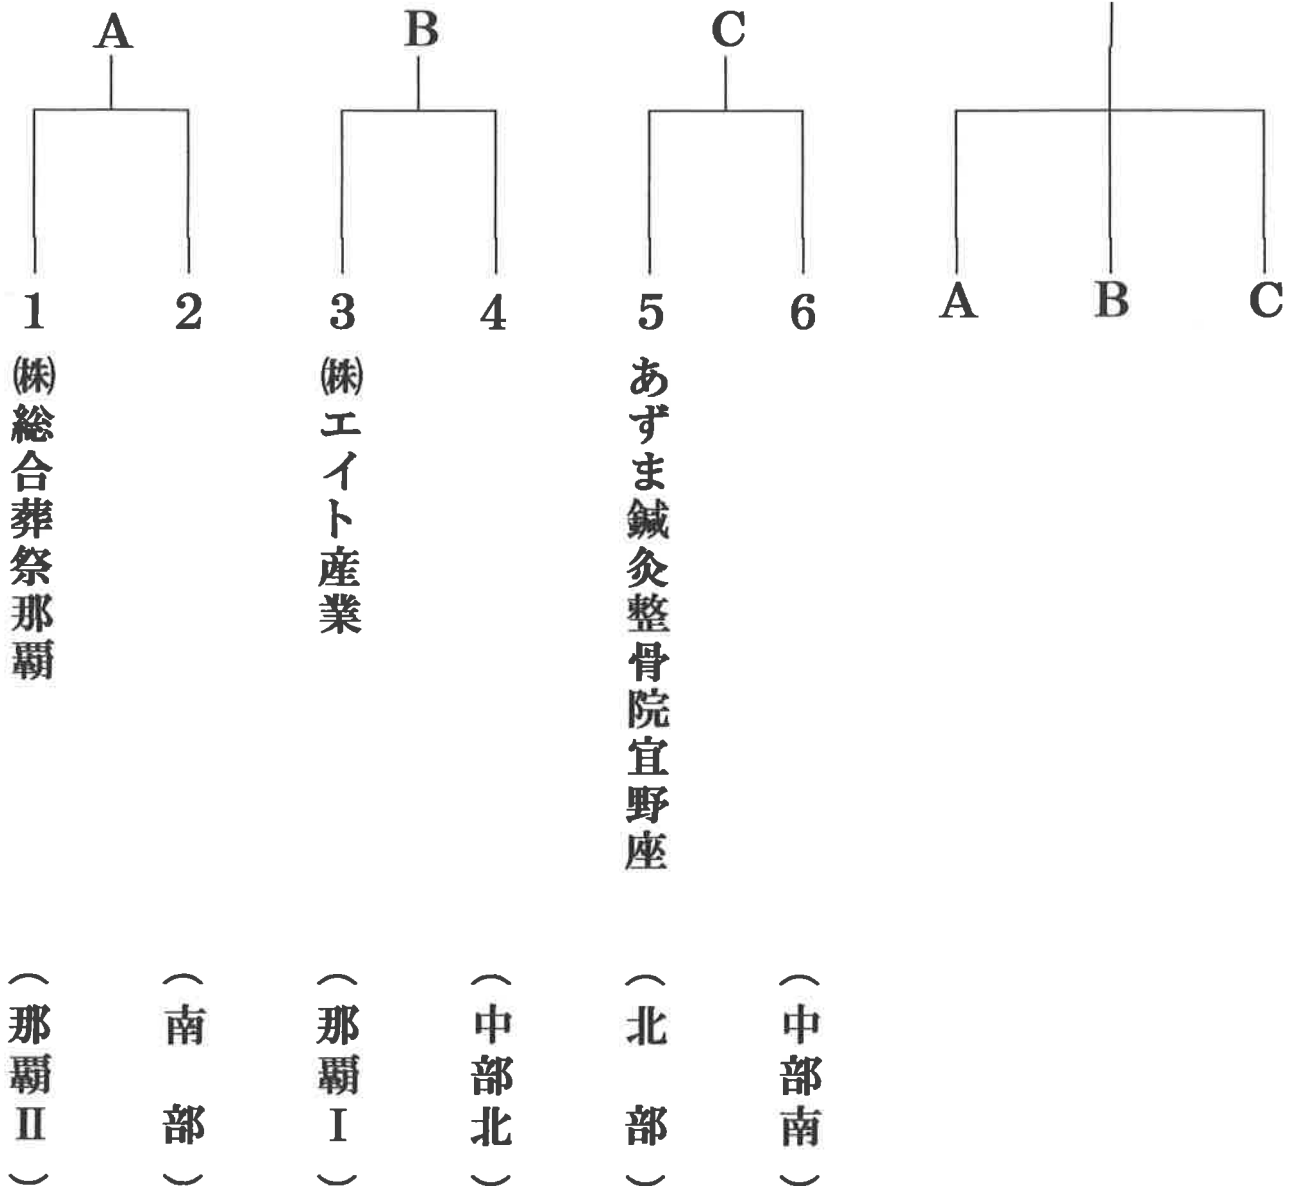 A
B
C
1
2
3
4
5
6
A
B
C
㈱総合葬祭那覇
㈱エイト産業
あずま鍼灸整骨院宜野座
（那覇Ⅱ）
（南　部）
（那覇Ⅰ）
（中部北）
（北　部）
（中部南）